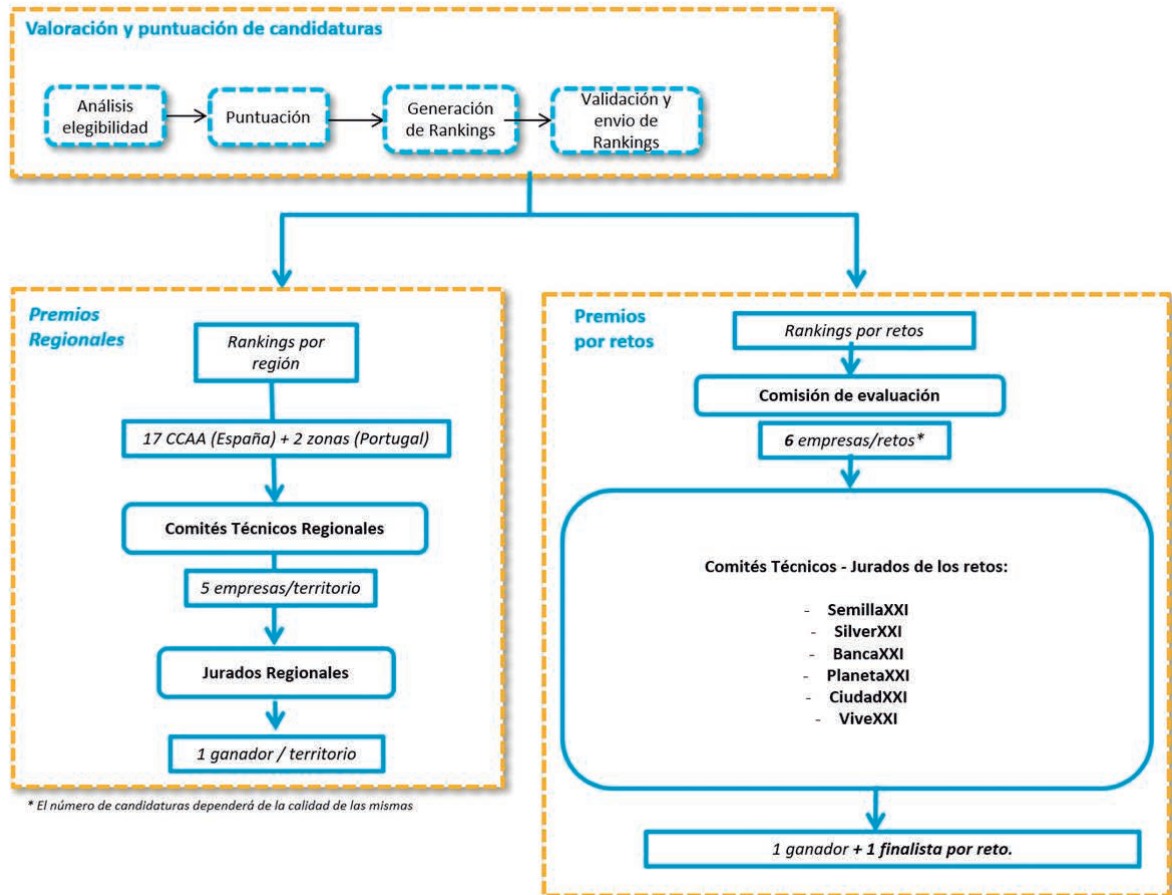 Valoración y puntuación de candidaturas
Análisis
elegibilidad
Puntuación
Generación
de Rankings
Validación y
envio de
Rankings
Premios
Regionales
Rankings por
región
17 CCAA (España) + 2 zonas (Portugal)
Comités Técnicos Regionales
5 empresas/territorio
Jurados Regionales
1 ganador / territorio
* El número de candidaturas dependerá de la calidad de las mismas
Premios
por retos
Rankings por retos
Comisión de evaluación
6 empresas/retos*
Comités Técnicos - Jurados de los retos:
- SemillaXXI
- SilverXXI
- BancaXXI
- PlanetaXXI
- CiudadXXI
- ViveXXI
1 ganador + 1 finalista por reto.